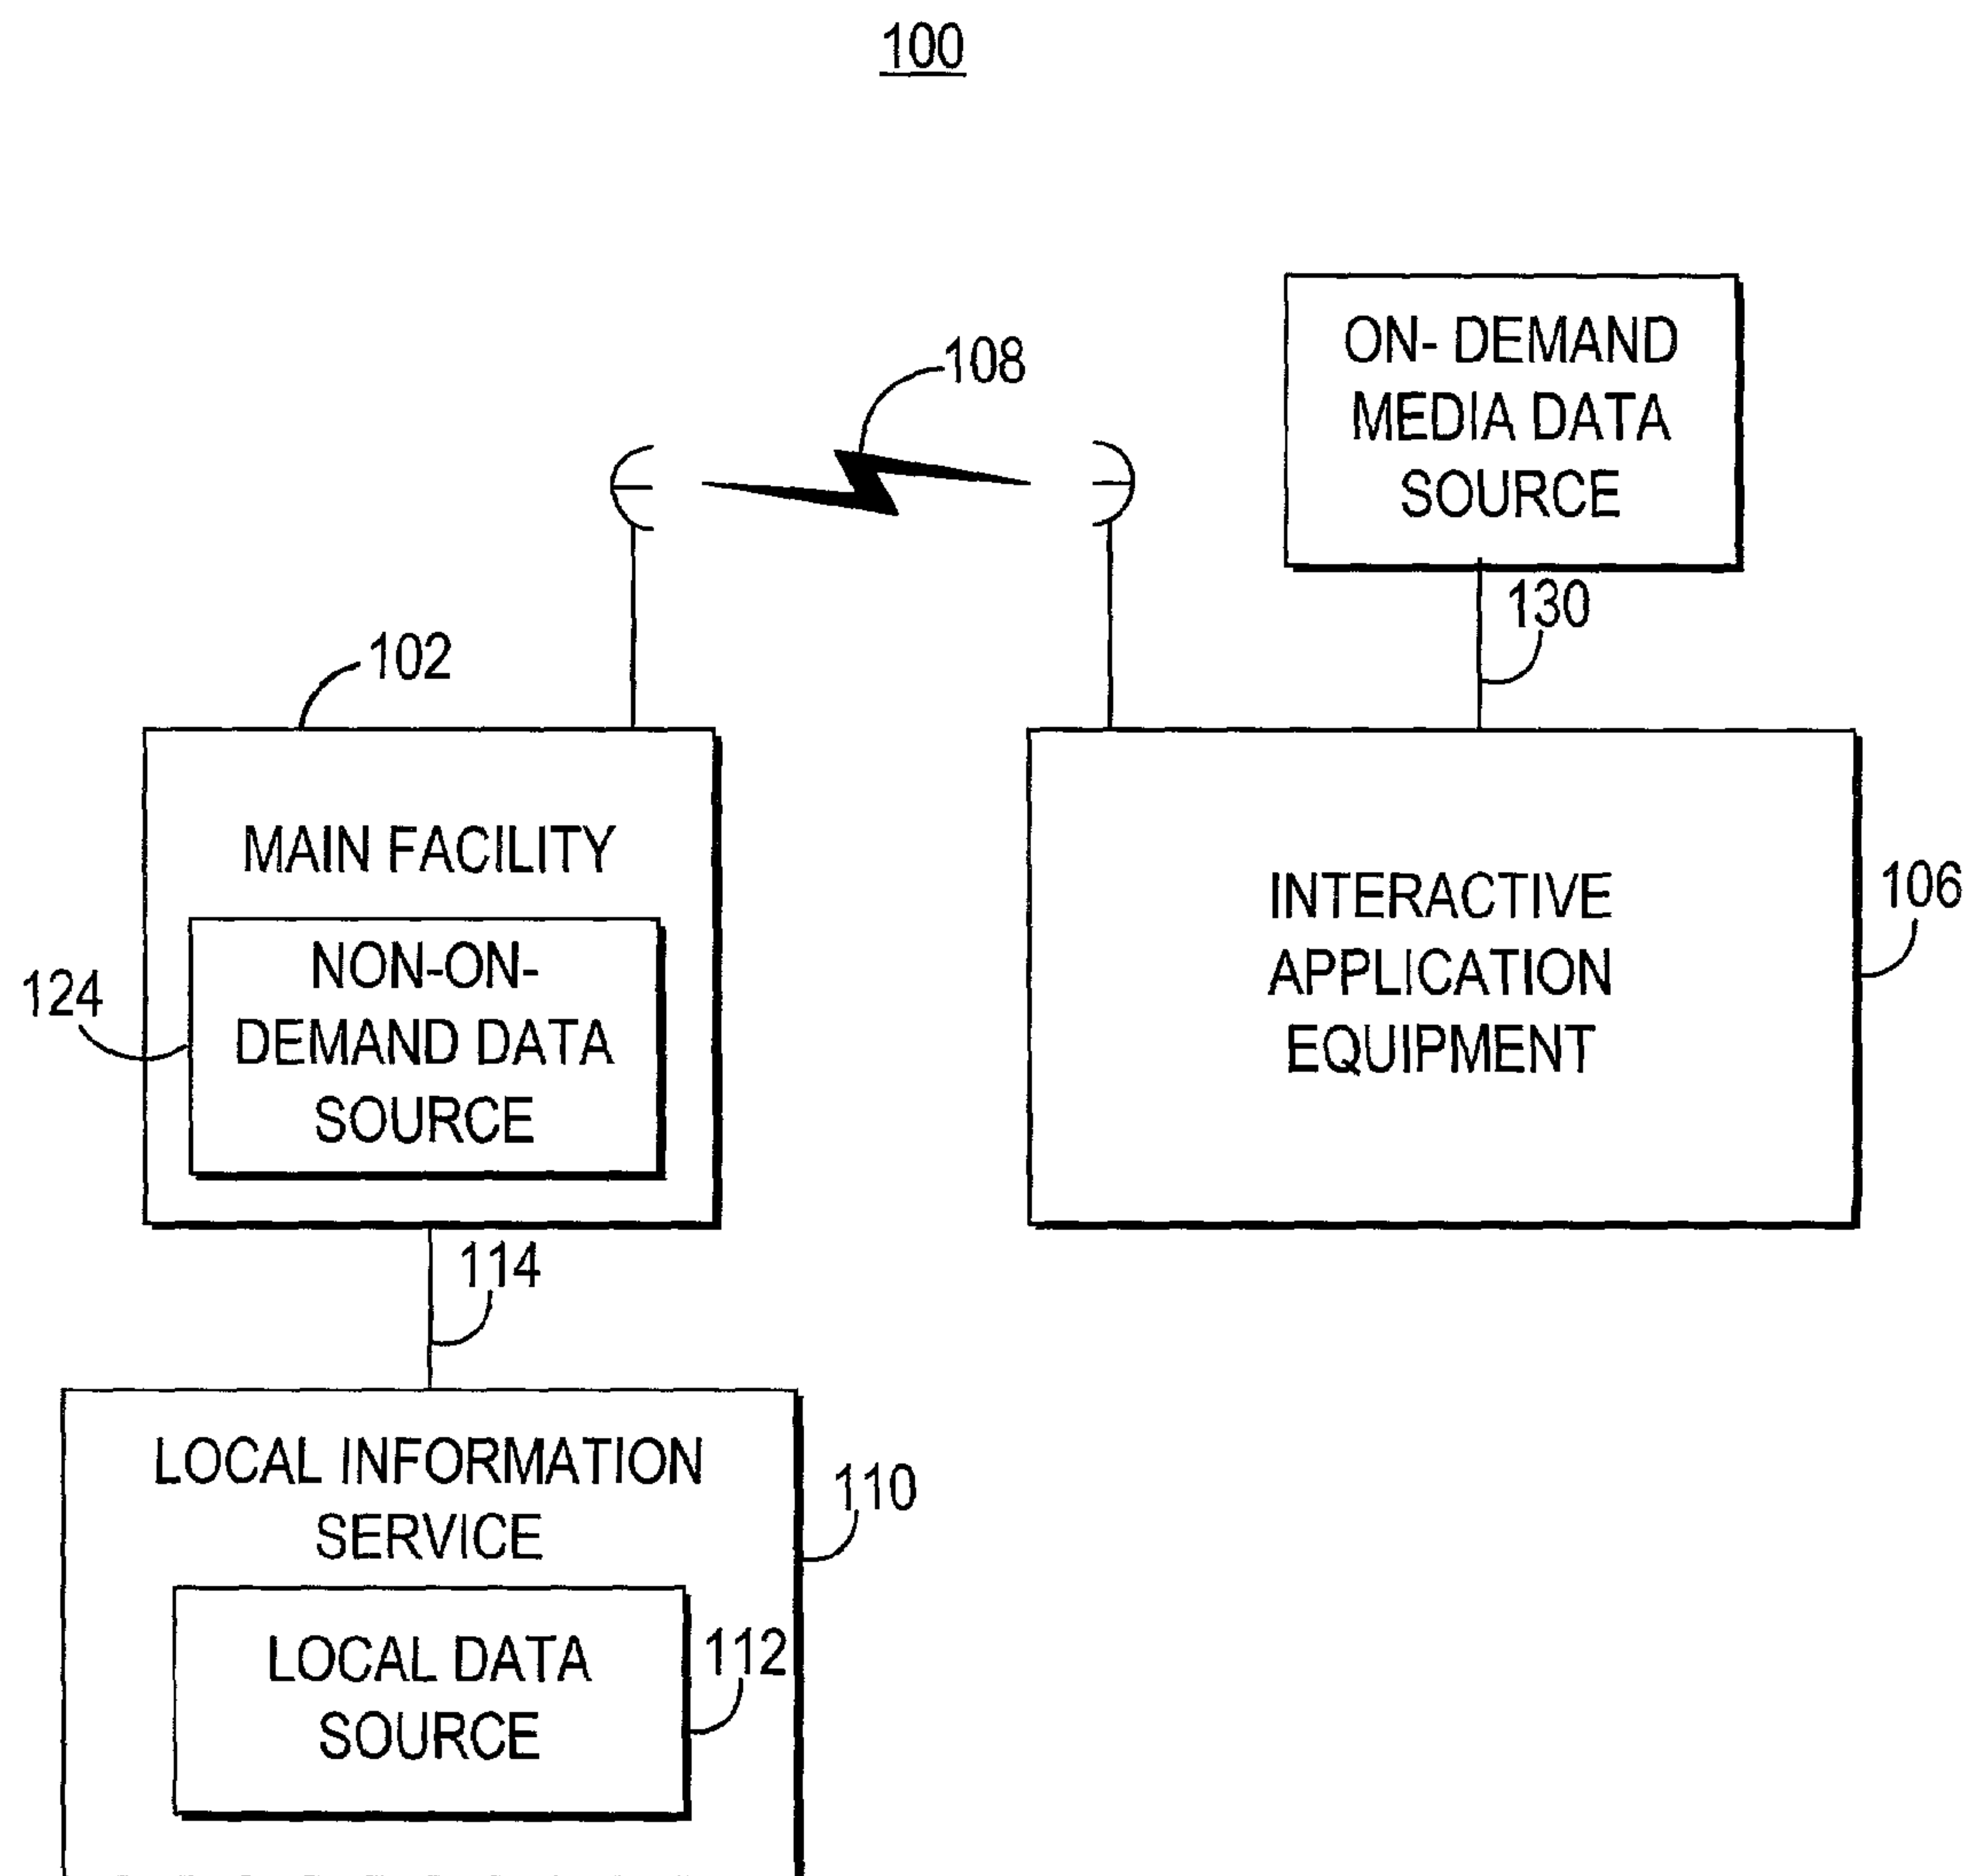 100
108
ON- DEMAND
MEDIA DATA
SOURCE
130
102
MAIN FACILITY
NON-ON-
DEMAND DATA
SOURCE
124
INTERACTIVE
APPLICATION
EQUIPMENT
106
114
LOCAL INFORMATION
SERVICE
110
LOCAL DATA
SOURCE
112